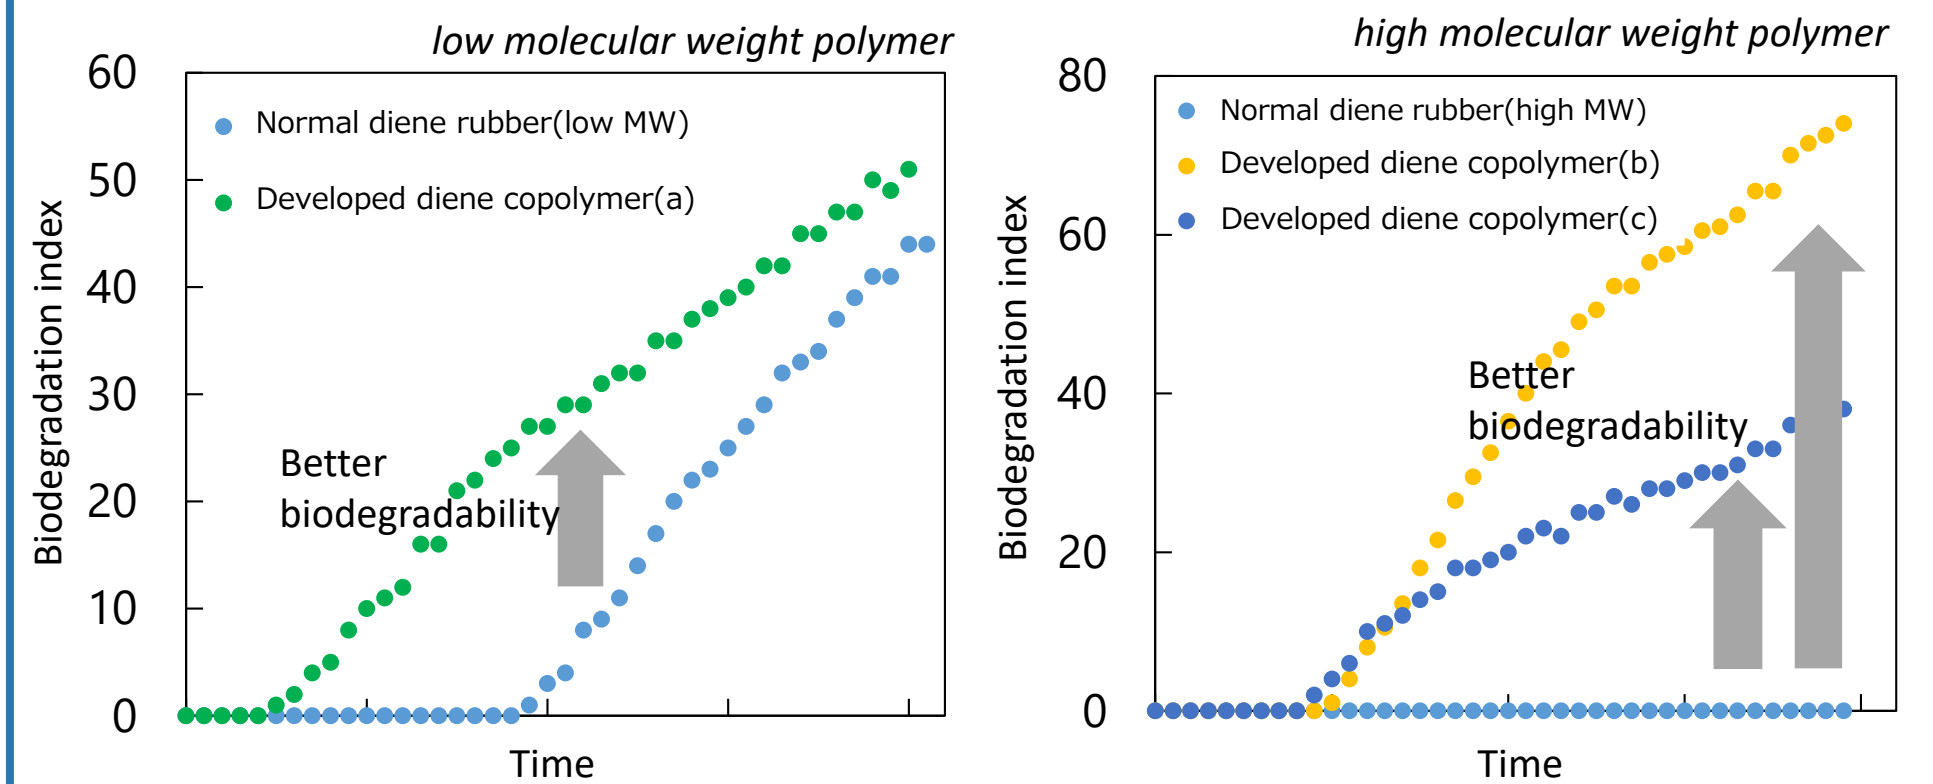 low molecular weight polymer
60
50
40
30
20
10
0
Biodegradation index
Normal diene rubber(low MW)
Developed diene copolymer(a)
Better
biodegradability
Time
high molecular weight polymer
80
60
40
20
0
Biodegradation index
Normal diene rubber(high MW)
Developed diene copolymer(b)
Developed diene copolymer(c)
Better
biodegradability
Time